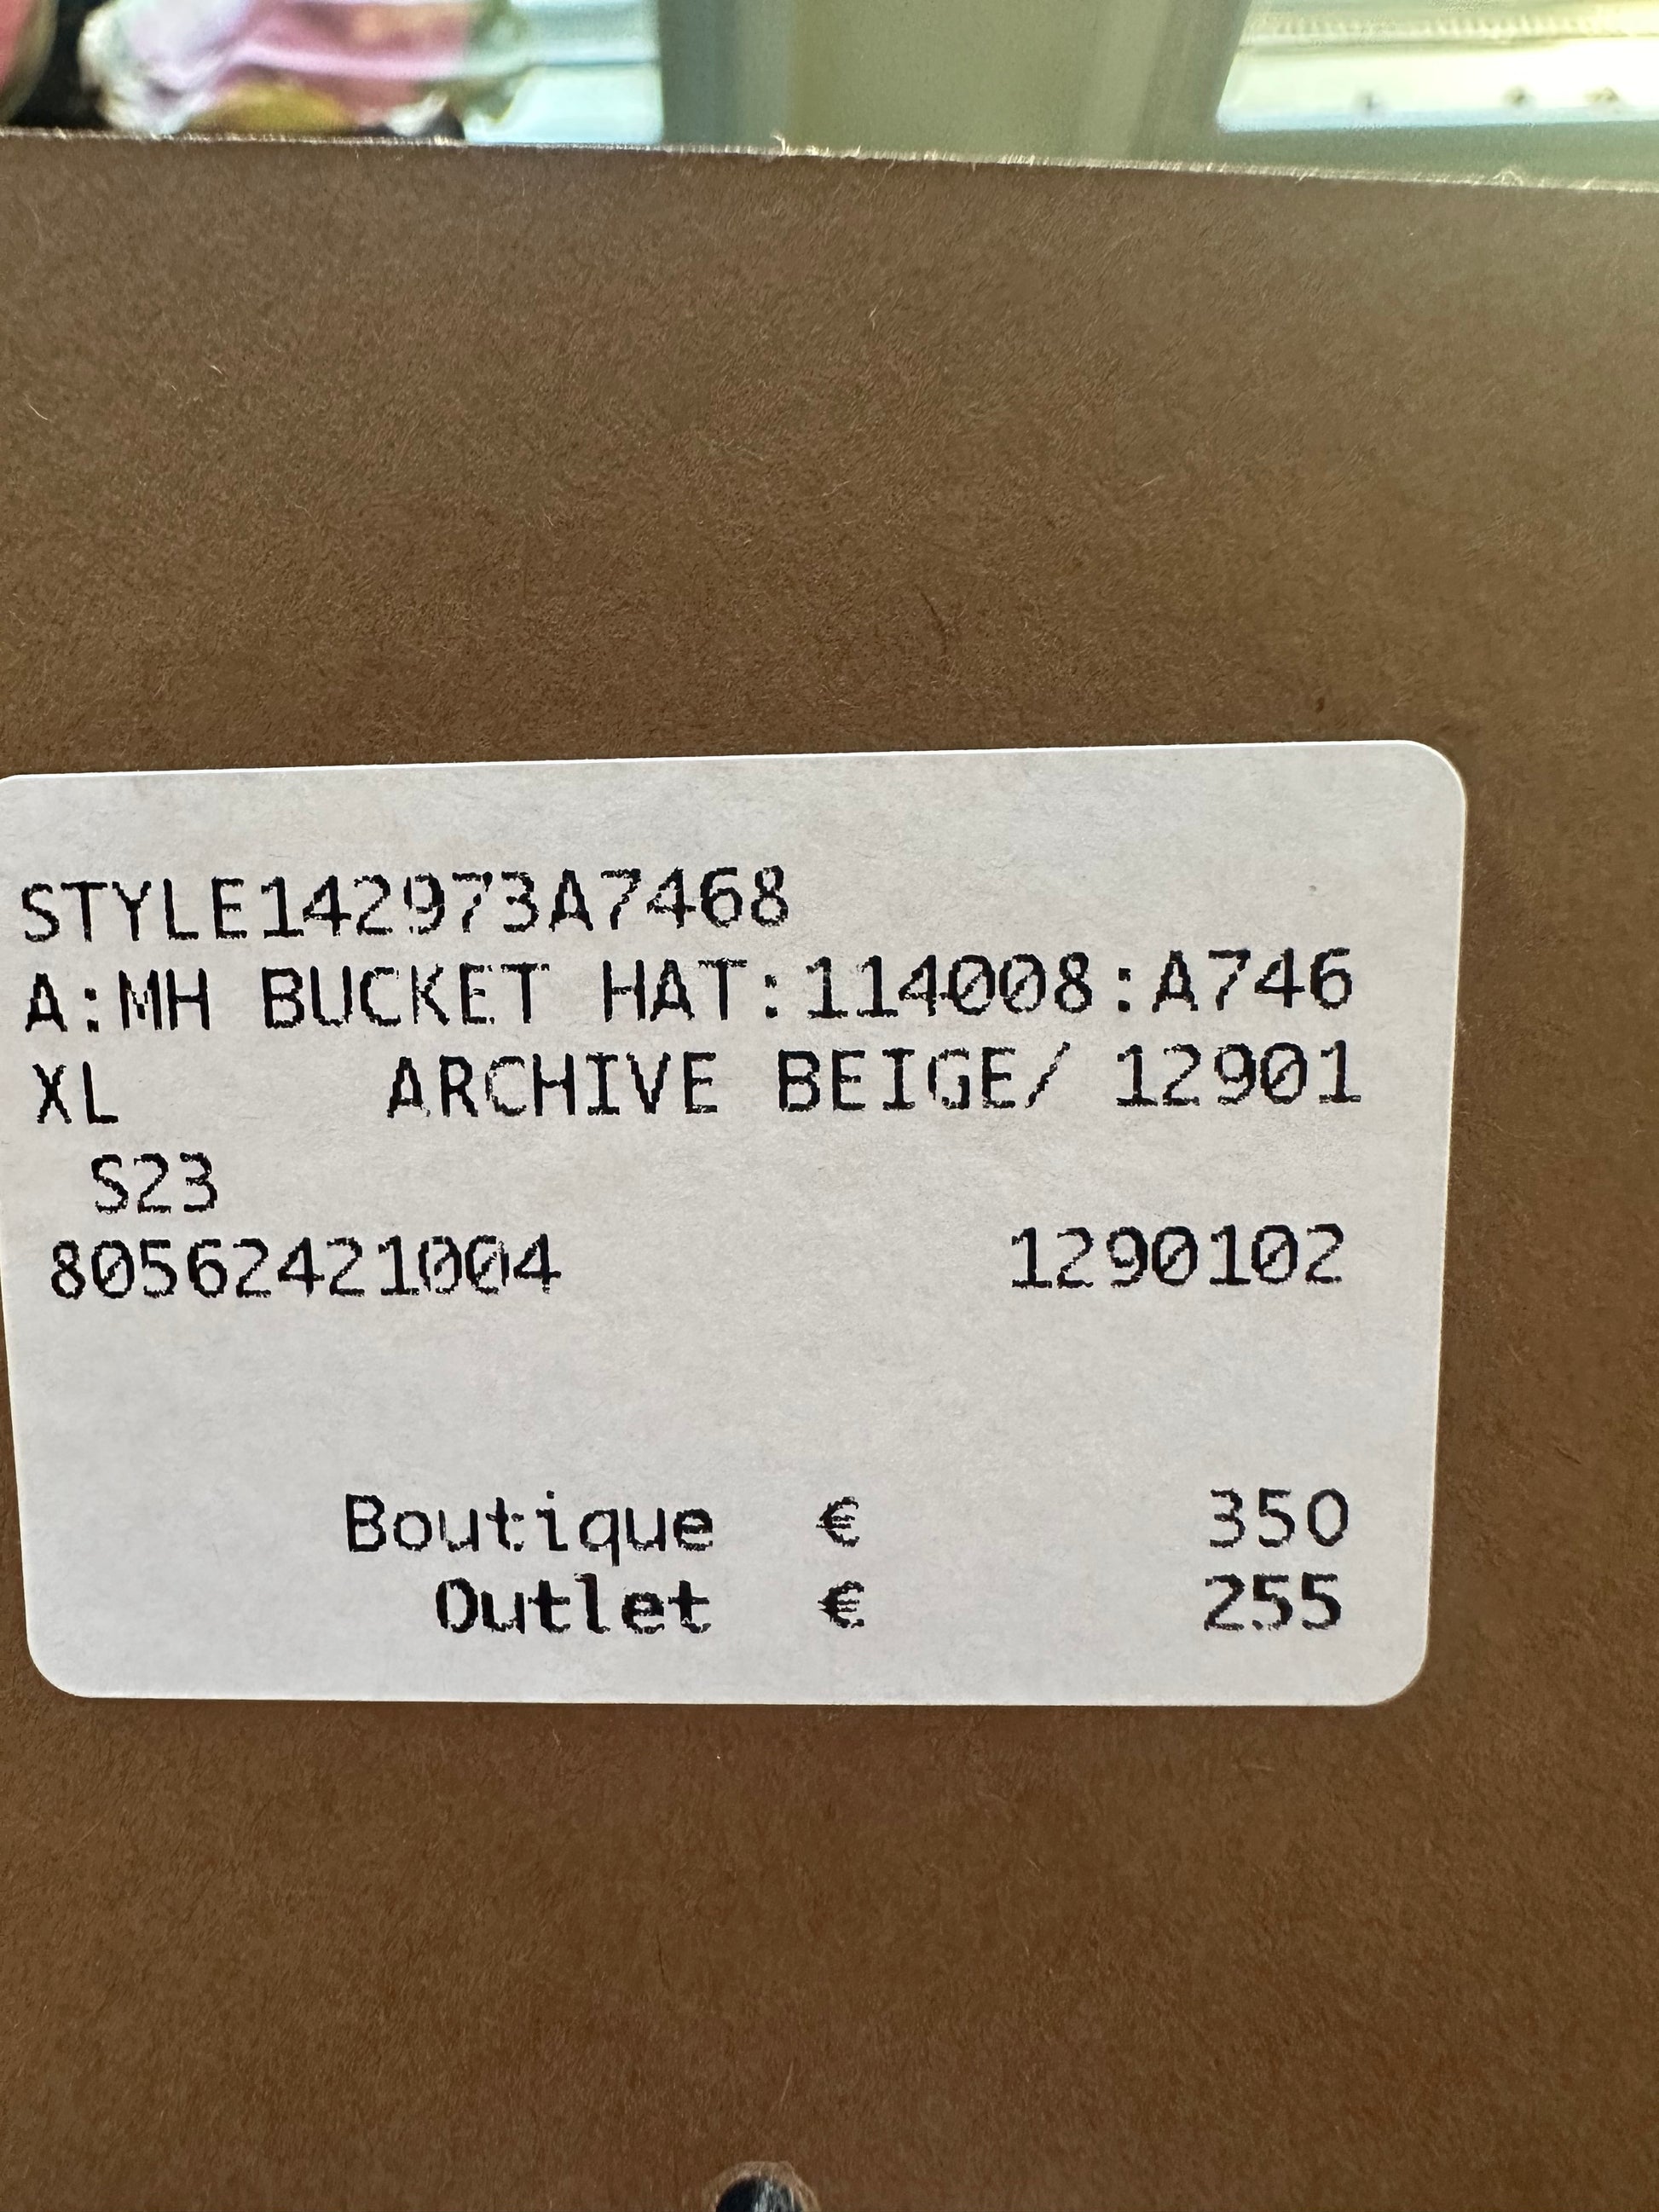 STYLE142973A7468
A:MH BUCKET HAT:114008:A746
XL ARCHIVE BEIGE/ 12901
S23
80562421004 1290102
Boutique € 350
Outlet € 255